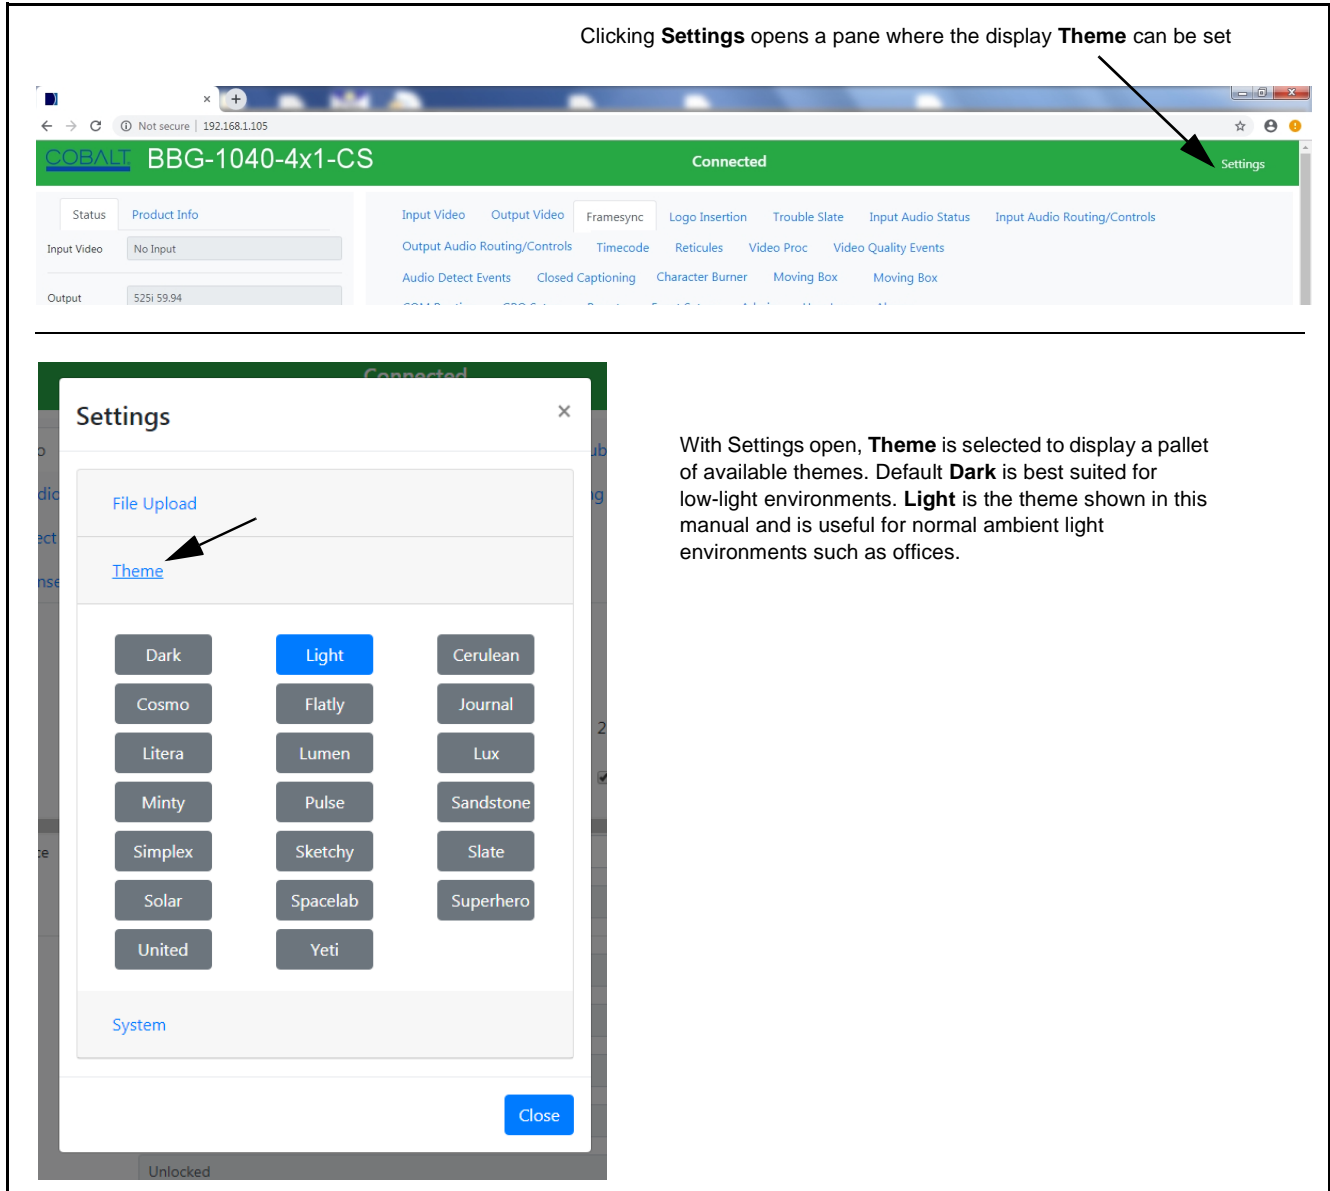 Clicking Settings opens a pane where the display Theme can be set
Not secure | 192.168.1.105
COBALT BBG-1040-4x1-CS Connected Settings
Status Product Info
Input Video No Input
Output 525i 59.94
Input Video Output Video Framesync Logo Insertion Trouble Slate Input Audio Status Input Audio Routing/Controls
Output Audio Routing/Controls Timecode Reticules Video Proc Video Quality Events
Audio Detect Events Closed Captioning Character Burner Moving Box Moving Box
Connected
Settings ×
File Upload
Theme
Dark Light Cerulean
Cosmo Flatly Journal
Litera Lumen Lux
Minty Pulse Sandstone
Simplex Sketchy Slate
Solar Spacelab Superhero
United Yeti
System
Close
Unlocked
With Settings open, Theme is selected to display a pallet
of available themes. Default Dark is best suited for
low-light environments. Light is the theme shown in this
manual and is useful for normal ambient light
environments such as offices.